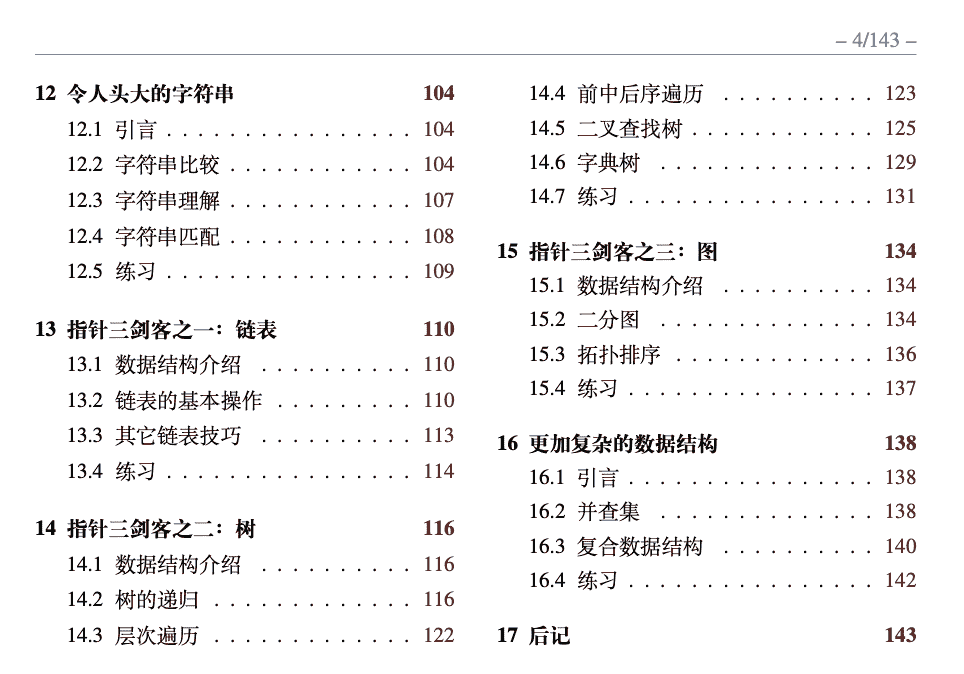 – 4/143 –
12 令人头大的字符串 104
12.1 引言 . . . . . . . . . . . . . . . . 104
12.2 字符串比较 . . . . . . . . . . . . 104
12.3 字符串理解 . . . . . . . . . . . . 107
12.4 字符串匹配 . . . . . . . . . . . . 108
12.5 练习 . . . . . . . . . . . . . . . . 109
13 指针三剑客之一：链表 110
13.1 数据结构介绍 . . . . . . . . . . 110
13.2 链表的基本操作 . . . . . . . . . 110
13.3 其它链表技巧 . . . . . . . . . . 113
13.4 练习 . . . . . . . . . . . . . . . . 114
14 指针三剑客之二：树 116
14.1 数据结构介绍 . . . . . . . . . . 116
14.2 树的递归 . . . . . . . . . . . . . 116
14.3 层次遍历 . . . . . . . . . . . . . 122
14.4 前中后序遍历 . . . . . . . . . . 123
14.5 二叉查找树 . . . . . . . . . . . . 125
14.6 字典树 . . . . . . . . . . . . . . 129
14.7 练习 . . . . . . . . . . . . . . . . 131
15 指针三剑客之三：图 134
15.1 数据结构介绍 . . . . . . . . . . 134
15.2 二分图 . . . . . . . . . . . . . . 134
15.3 拓扑排序 . . . . . . . . . . . . . 136
15.4 练习 . . . . . . . . . . . . . . . . 137
16 更加复杂的数据结构 138
16.1 引言 . . . . . . . . . . . . . . . . 138
16.2 并查集 . . . . . . . . . . . . . . 138
16.3 复合数据结构 . . . . . . . . . . 140
16.4 练习 . . . . . . . . . . . . . . . . 142
17 后记 143